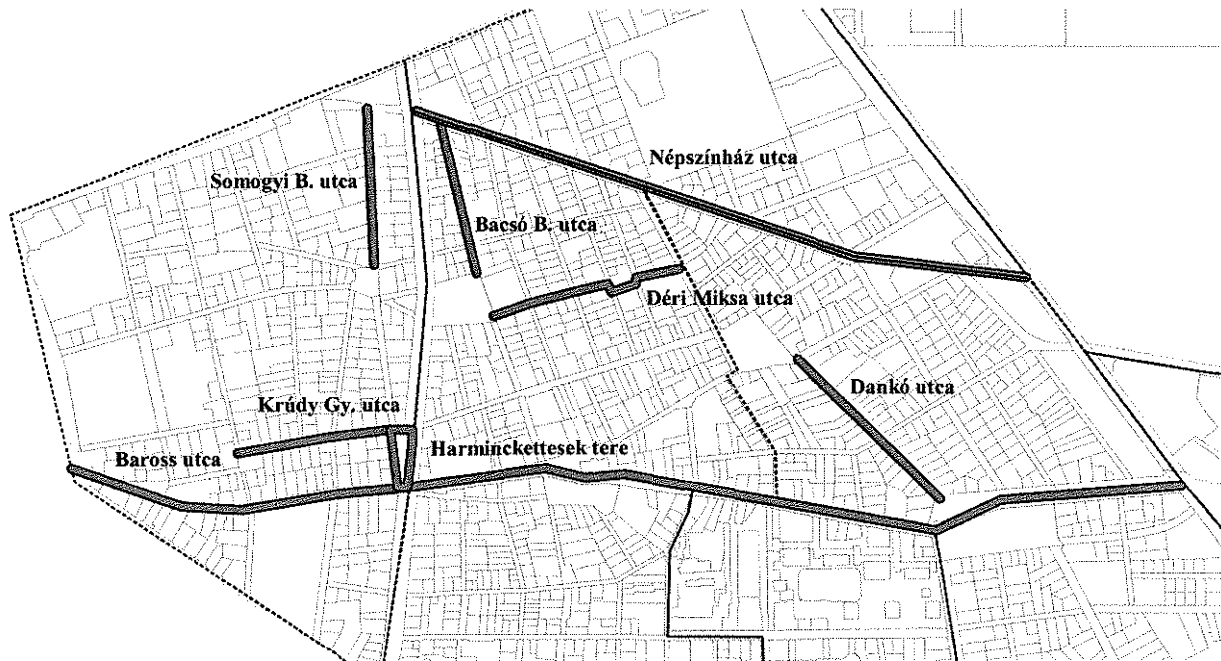 Népszínház utca
Somogyi B. utca
Bacsó B. utca
Déri Miksa utca
Dankó utca
Krúdy Gy. utca
Harminckettesek tere
Baross utca